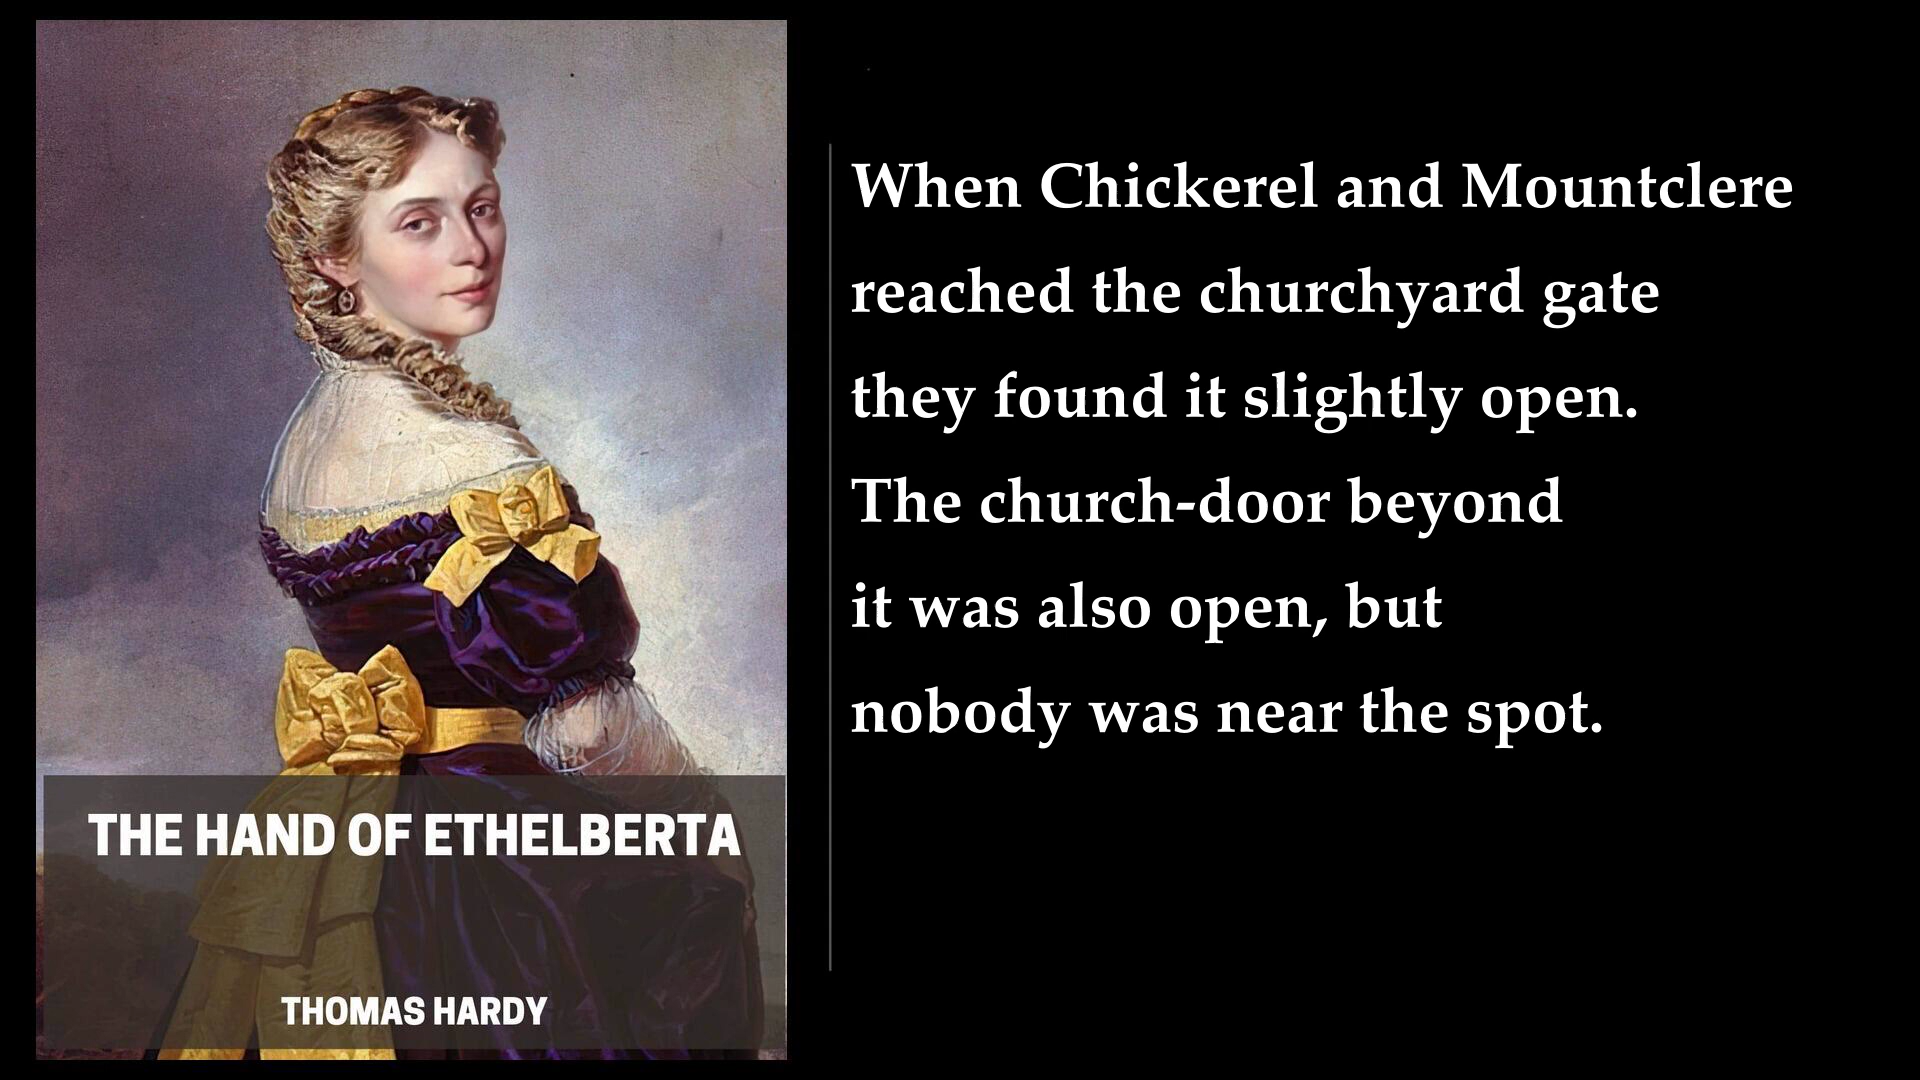 THE HAND OF ETHELBERTA
THOMAS HARDY
When Chickerel and Mountclere
reached the churchyard gate
they found it slightly open.
The church-door beyond
it was also open, but
nobody was near the spot.